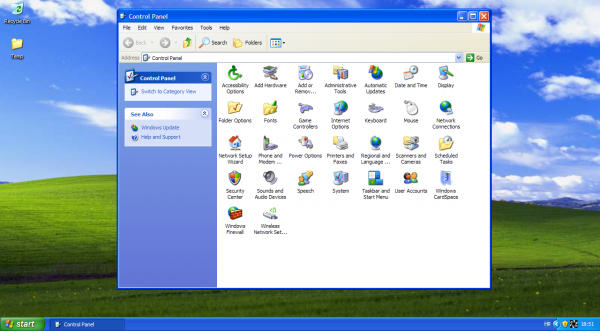 Recycle Bin
Temp
Control Panel
File Edit View Favorites Tools Help
Back Search Folders
Address Control Panel Go
Control Panel
Switch to Category View
See Also
Windows Update
Help and Support
Accessibility Options
Add Hardware
Add or Remov...
Administrative Tools
Automatic Updates
Date and Time
Display
Folder Options
Fonts
Game Controllers
Internet Options
Keyboard
Mouse
Network Connections
Network Setup Wizard
Phone and Modem ...
Power Options
Printers and Faxes
Regional and Language ...
Scanners and Cameras
Scheduled Tasks
Security Center
Sounds and Audio Devices
Speech
System
Taskbar and Start Menu
User Accounts
Windows CardSpace
Windows Firewall
Wireless Network Set...
start
Control Panel
HR
18:51